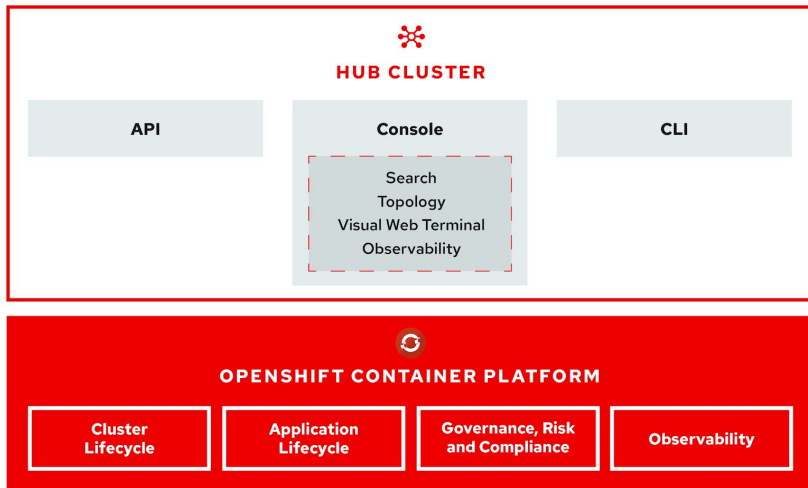 HUB CLUSTER
API
Console
CLI
Search
Topology
Visual Web Terminal
Observability
OPENSHIFT CONTAINER PLATFORM
Cluster
Lifecycle
Application
Lifecycle
Governance, Risk
and Compliance
Observability